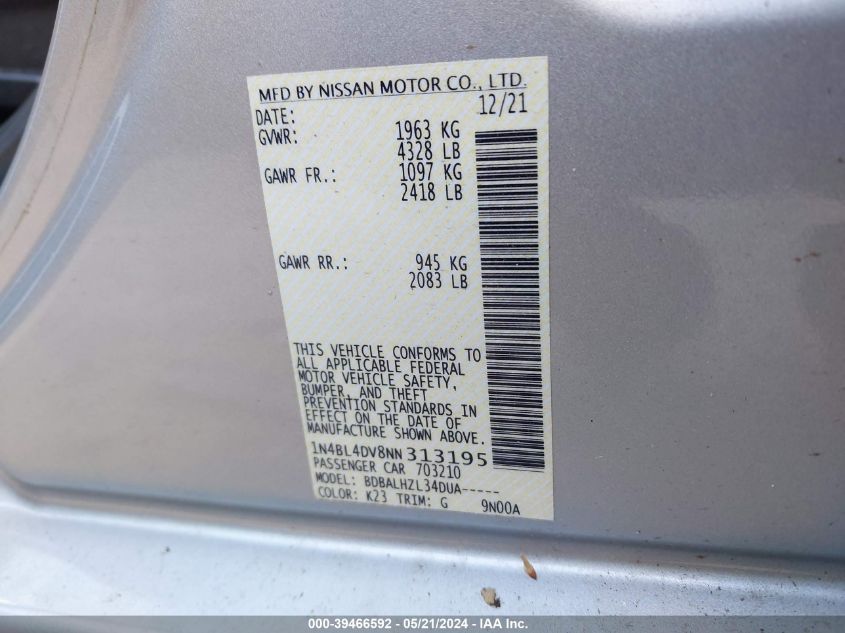 MFD BY NISSAN MOTOR CO., LTD.
DATE: 12/21
GVWR: 1963 KG
4328 LB
GAWR FR.: 1097 KG
2418 LB
GAWR RR.: 945 KG
2083 LB
THIS VEHICLE CONFORMS TO
ALL APPLICABLE FEDERAL
MOTOR VEHICLE SAFETY,
BUMPER, AND THEFT
PREVENTION STANDARDS IN
EFFECT ON THE DATE OF
MANUFACTURE SHOWN ABOVE.
1N4BL4DV8NN 313195
PASSENGER CAR 703210
MODEL: BDBALHZL34DUA-----
COLOR: K23 TRIM: G 9N00A
000-39466592 - 05/21/2024 - IAA Inc.